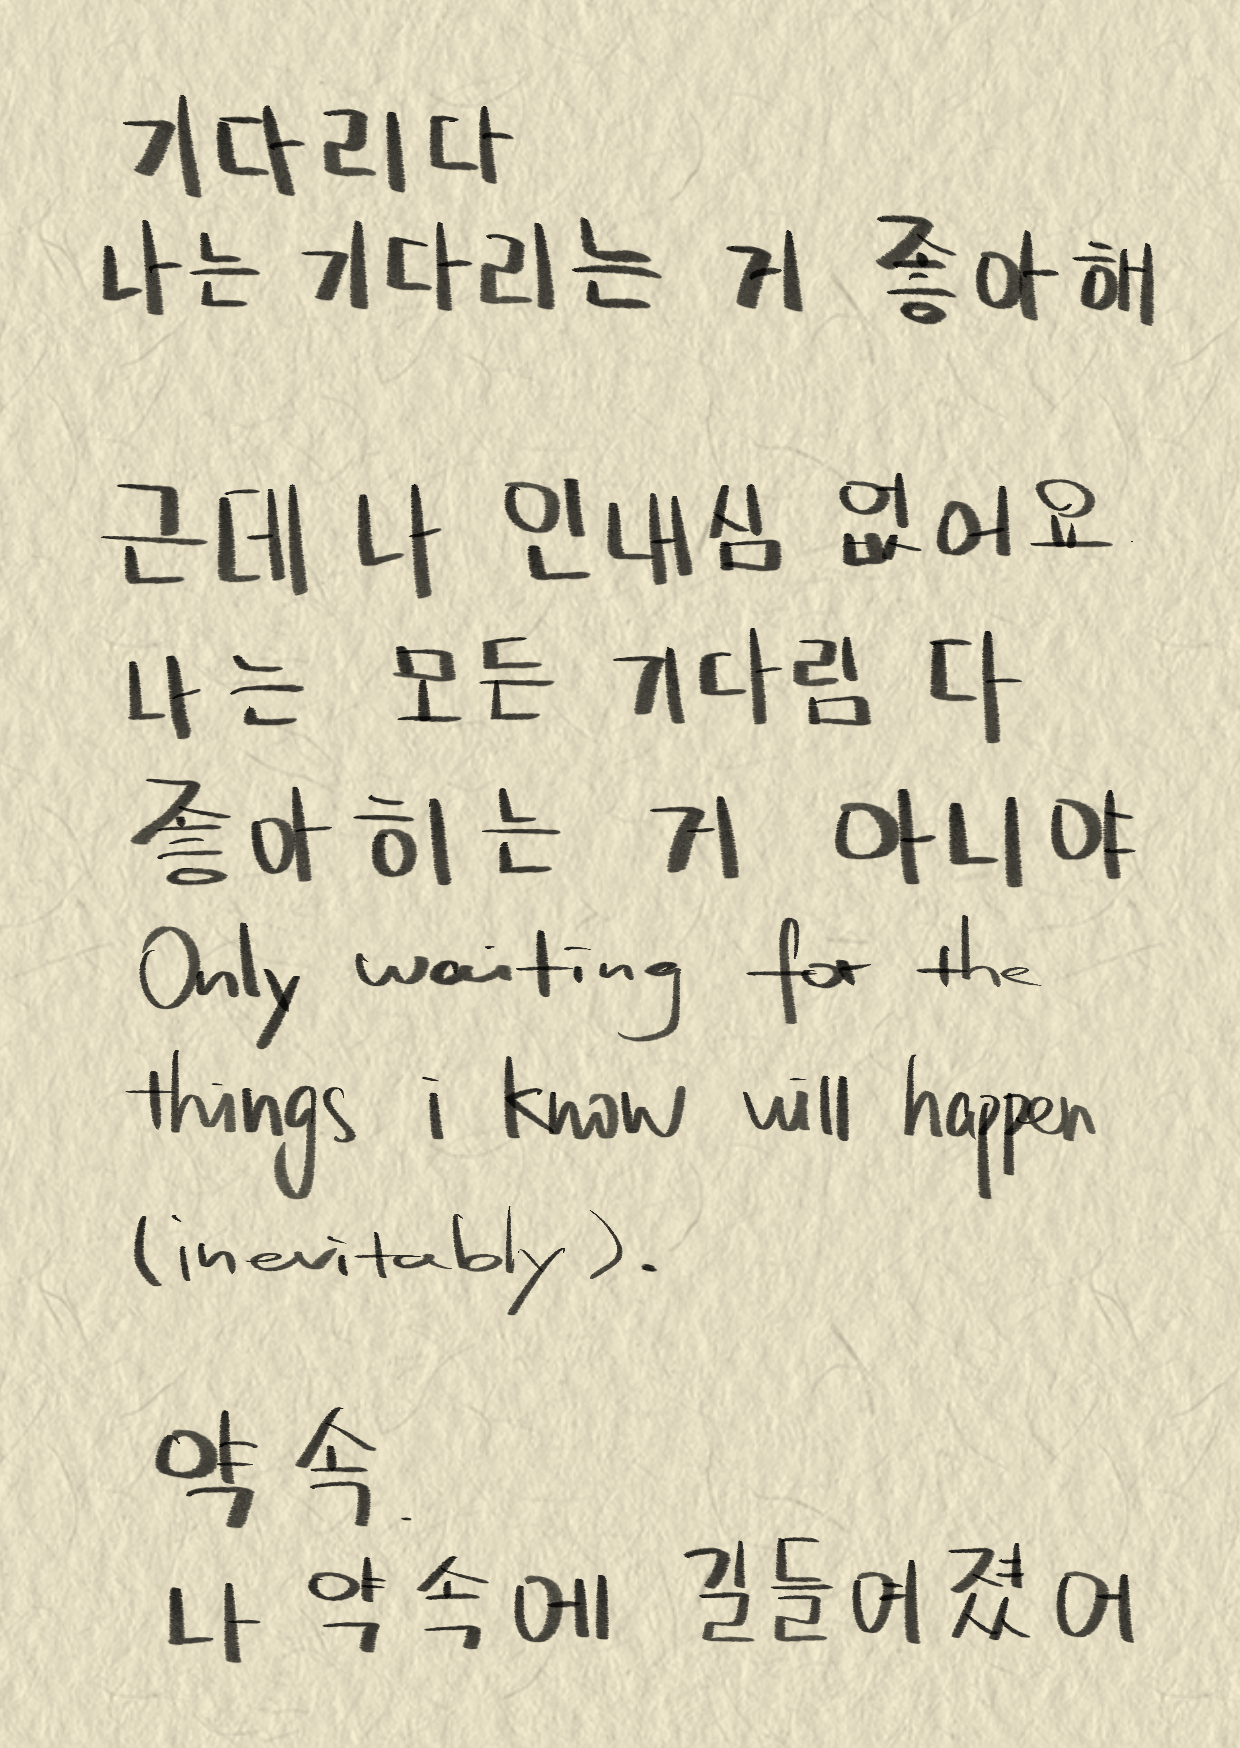 기다리다
나는 기다리는 거 좋아해
근데 나 인내심 없어요
나는 모든 기다림 다
좋아히는 거 아니야
Only waiting for the
things i know will happen
(inevitably).
약속.
나 약속에 길들어졌어